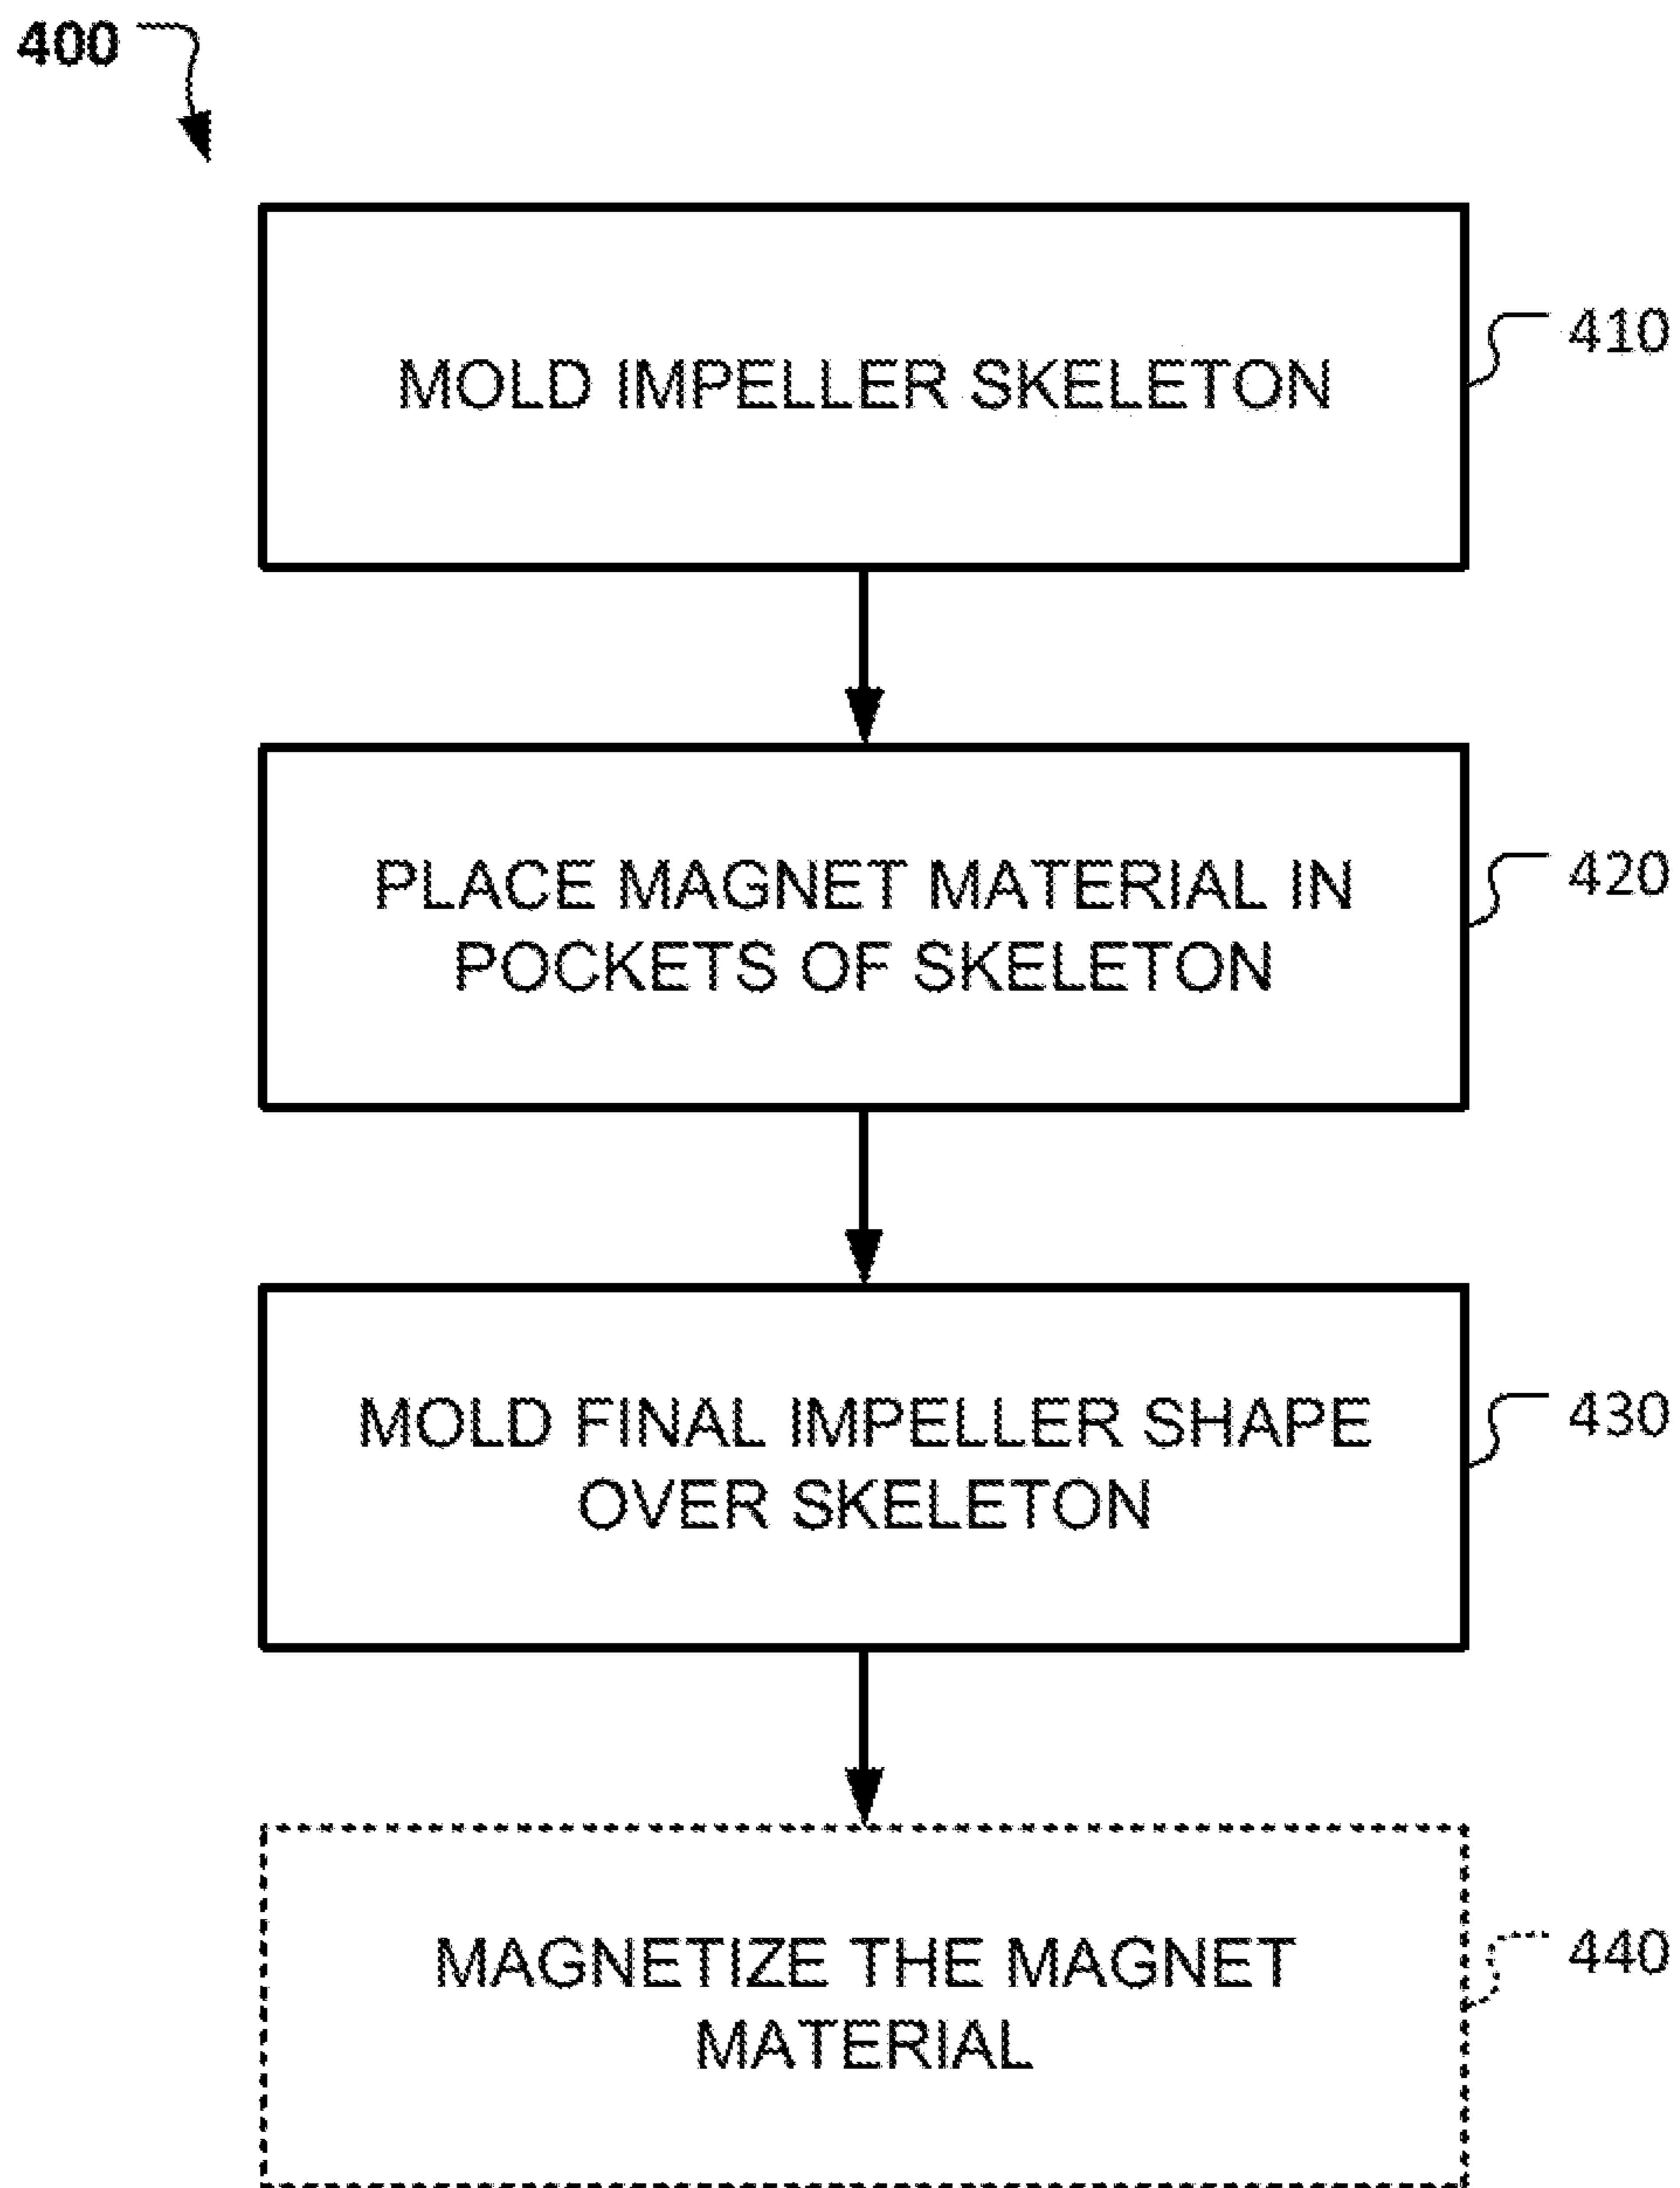 400
MOLD IMPELLER SKELETON
410
PLACE MAGNET MATERIAL IN
POCKETS OF SKELETON
420
MOLD FINAL IMPELLER SHAPE
OVER SKELETON
430
MAGNETIZE THE MAGNET
MATERIAL
440